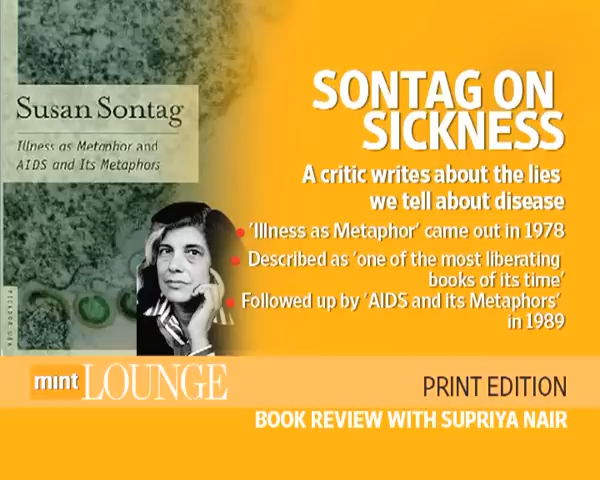 Susan Sontag
Illness as Metaphor and
AIDS and Its Metaphors
SONTAG ON
SICKNESS
A critic writes about the lies
we tell about disease
'Illness as Metaphor' came out in 1978
Described as 'one of the most liberating
books of its time'
Followed up by 'AIDS and its Metaphors'
in 1989
mint LOUNGE
PRINT EDITION
BOOK REVIEW WITH SUPRIYA NAIR